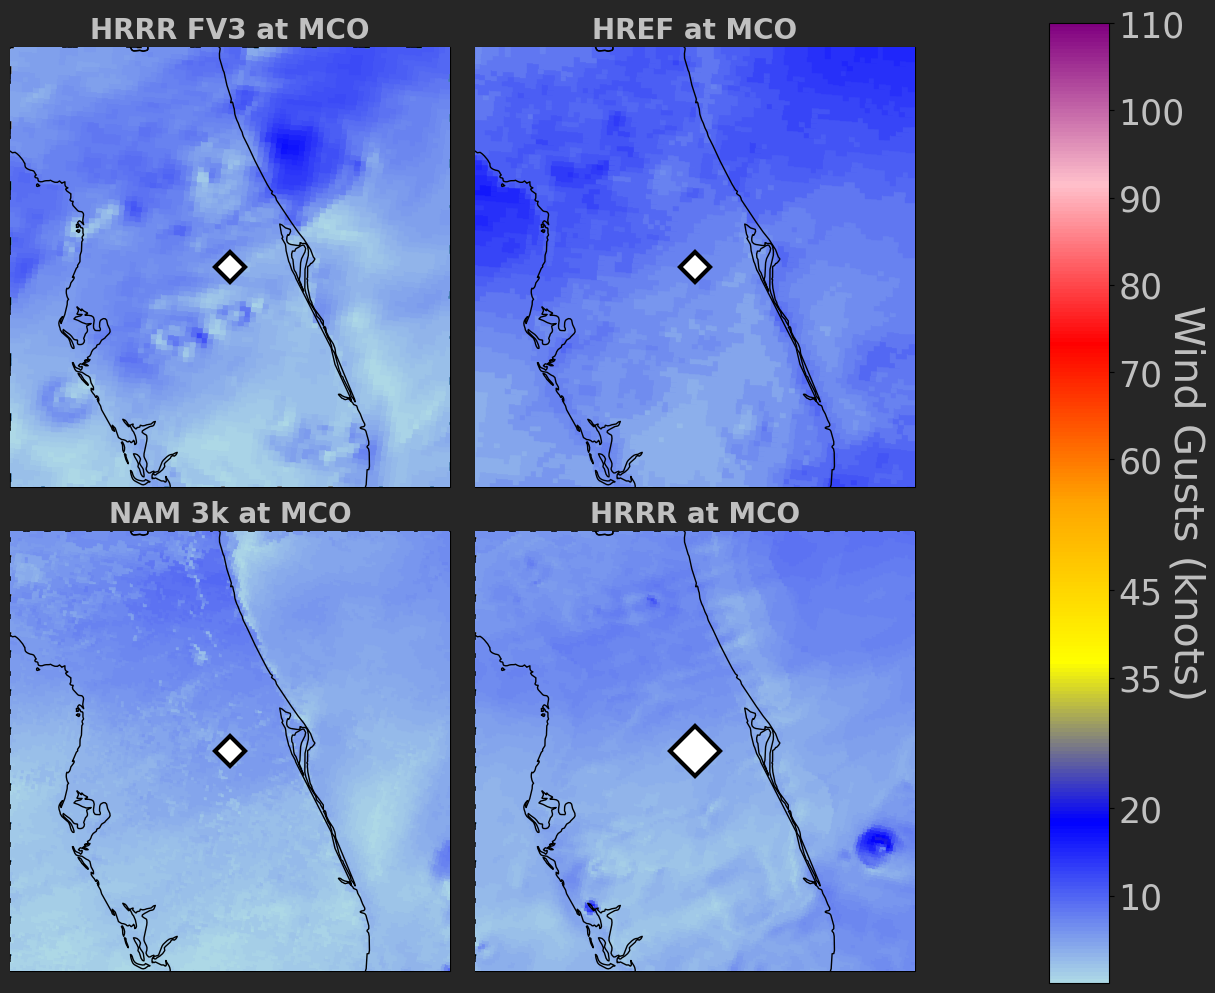 HRRR FV3 at MCO
HREF at MCO
NAM 3k at MCO
HRRR at MCO
110
100
90
80
70
60
45
35
20
10
Wind Gusts (knots)